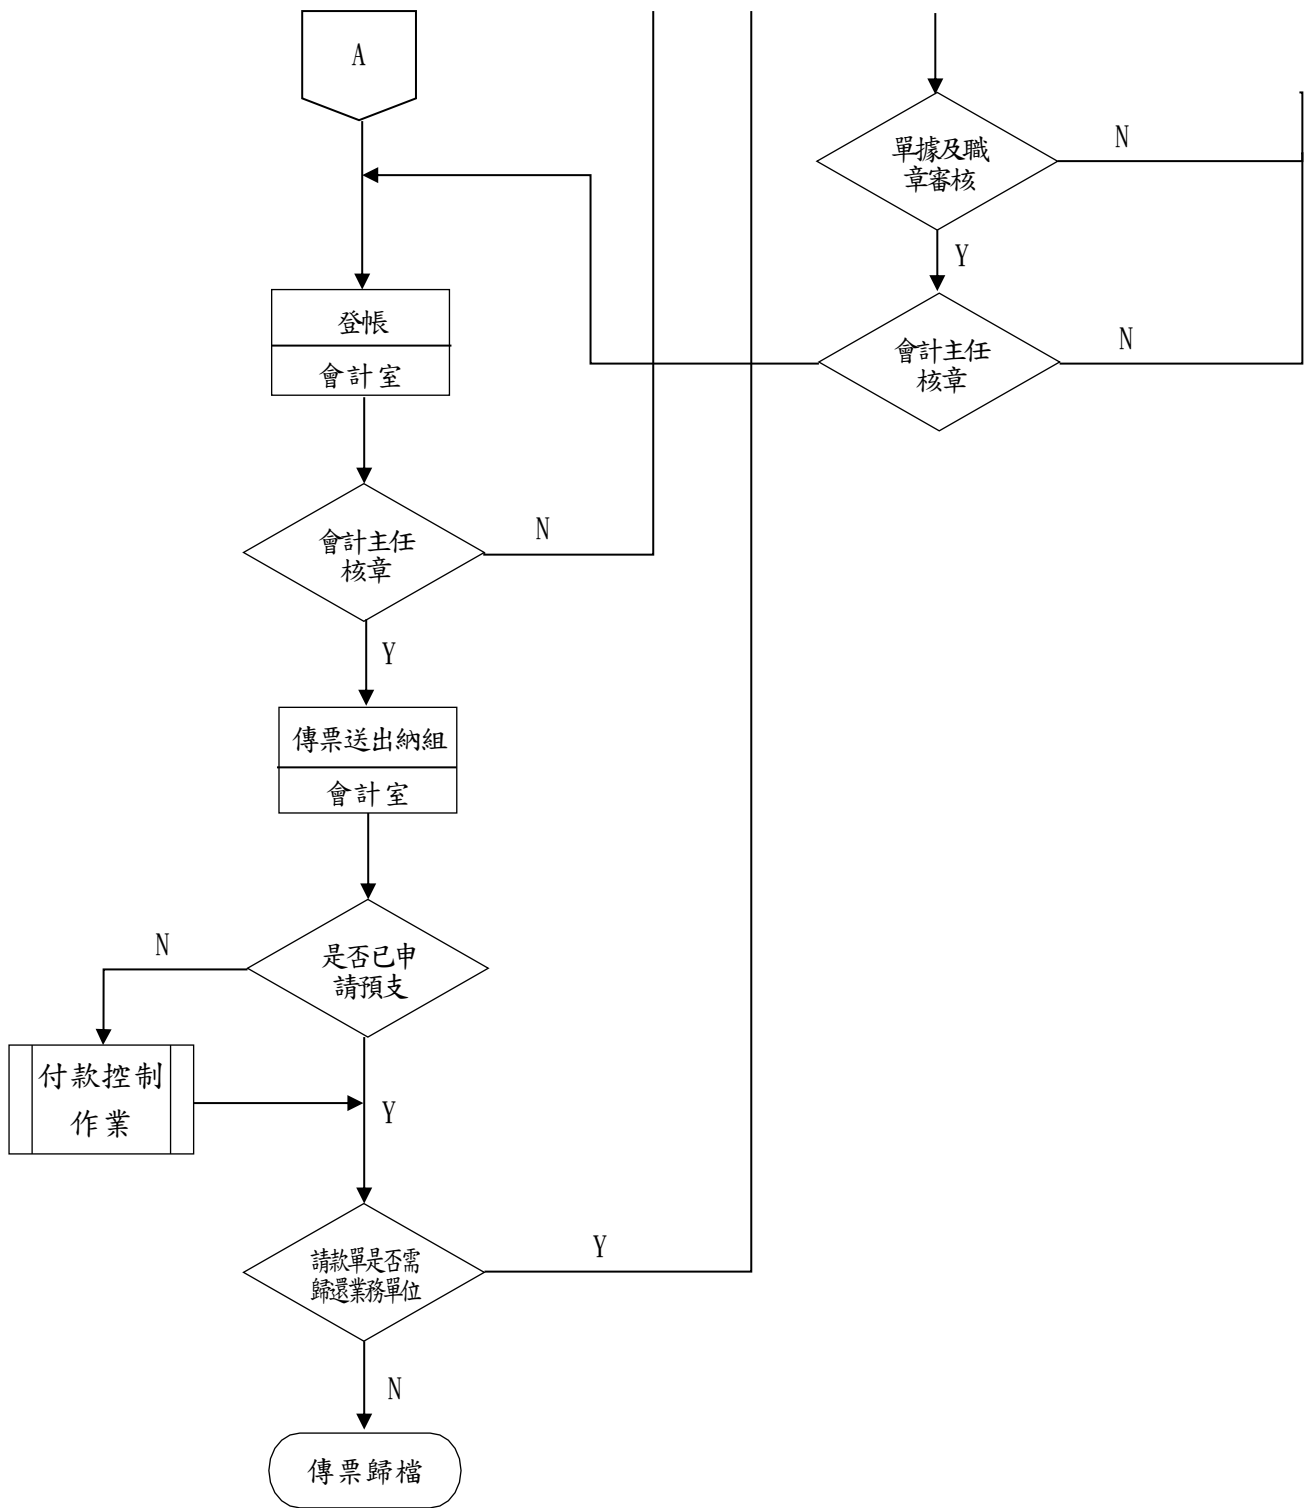 A
單據及職
章審核
N
Y
登帳
會計室
會計主任
核章
N
會計主任
核章
N
Y
傳票送出納組
會計室
是否已申
請預支
N
付款控制
作業
Y
請款單是否需
歸還業務單位
Y
N
傳票歸檔